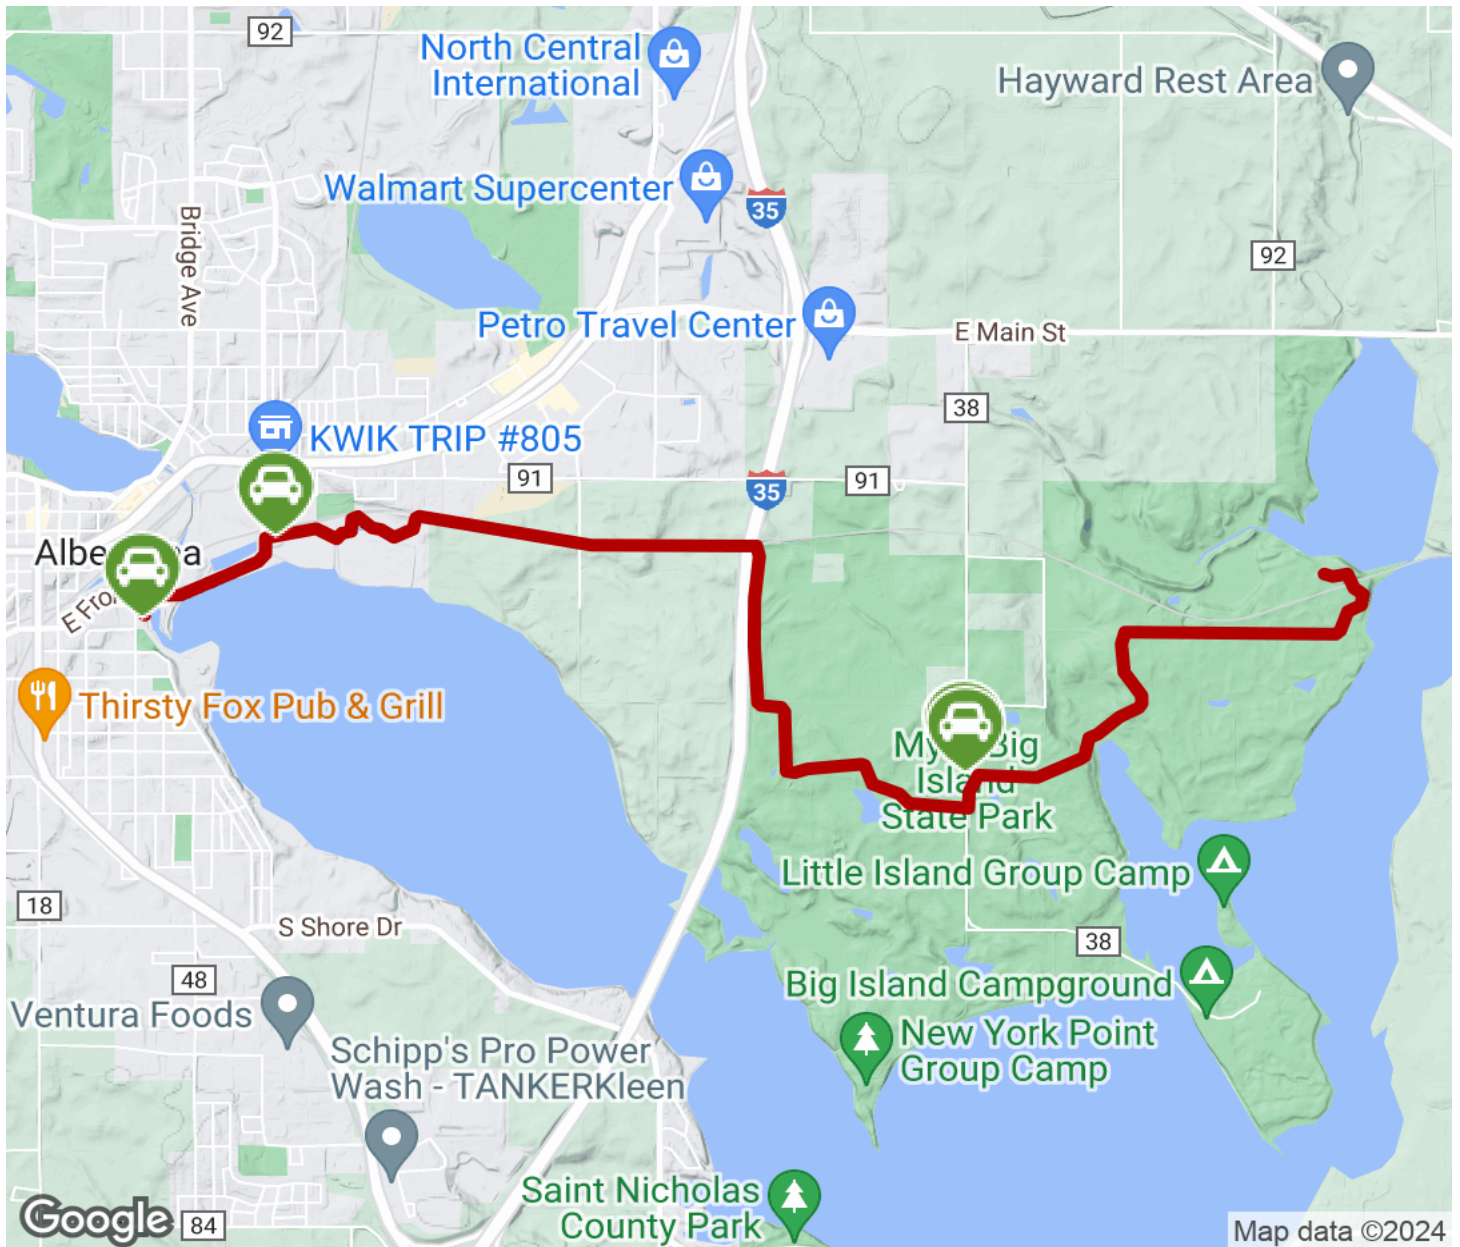 92
North Central
International
Hayward Rest Area
Walmart Supercenter
35
Bridge Ave
92
Petro Travel Center
E Main St
38
KWIK TRIP #805
91
35
91
E Fro
Thirsty Fox Pub & Grill
Big
Island
State Park
Little Island Group Camp
18
S Shore Dr
38
48
Big Island Campground
Ventura Foods
New York Point
Group Camp
Schipp's Pro Power
Wash - TANKERKleen
Saint Nicholas
County Park
Google
84
Map data ©2024